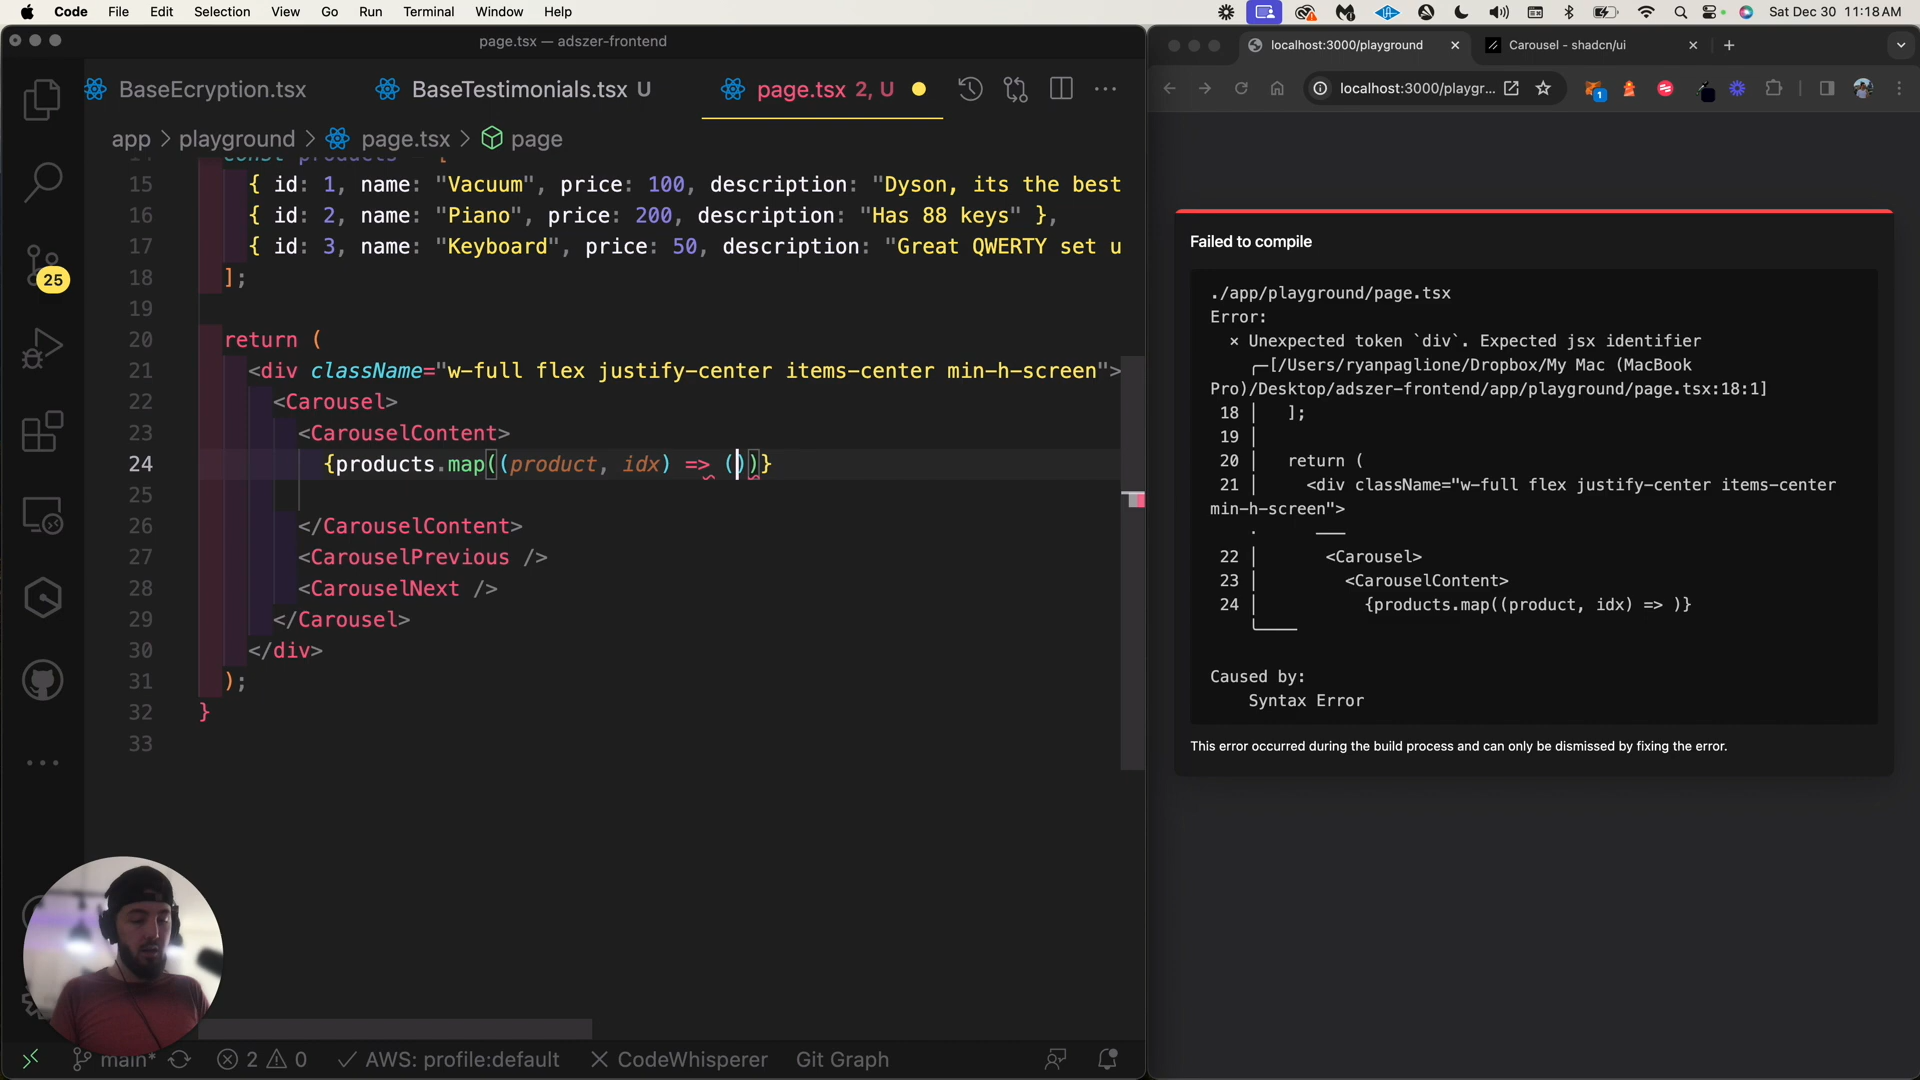 Code File Edit Selection View Go Run Terminal Window Help
Sat Dec 30 11:18 AM
page.tsx — adszer-frontend
BaseEcryption.tsx
BaseTestimonials.tsx U
page.tsx 2, U
app > playground > page.tsx > page
const products = [
15 { id: 1, name: "Vacuum", price: 100, description: "Dyson, its the best
16 { id: 2, name: "Piano", price: 200, description: "Has 88 keys" },
17 { id: 3, name: "Keyboard", price: 50, description: "Great QWERTY set u
18 ];
19
20 return (
21 <div className="w-full flex justify-center items-center min-h-screen">
22 <Carousel>
23 <CarouselContent>
24 {products.map((product, idx) => ())}
25
26 </CarouselContent>
27 <CarouselPrevious />
28 <CarouselNext />
29 </Carousel>
30 </div>
31 );
32 }
33
25
main*
2 0
AWS: profile:default
CodeWhisperer
Git Graph
localhost:3000/playground
Carousel - shadcn/ui
localhost:3000/playgr...
1
Failed to compile
./app/playground/page.tsx
Error:
× Unexpected token `div`. Expected jsx identifier
╭─[/Users/ryanpaglione/Dropbox/My Mac (MacBook
Pro)/Desktop/adszer-frontend/app/playground/page.tsx:18:1]
18 │ ];
19 │
20 │ return (
21 │ <div className="w-full flex justify-center items-center
min-h-screen">
· ───
22 │ <Carousel>
23 │ <CarouselContent>
24 │ {products.map((product, idx) => )}
╰────
Caused by:
Syntax Error
This error occurred during the build process and can only be dismissed by fixing the error.